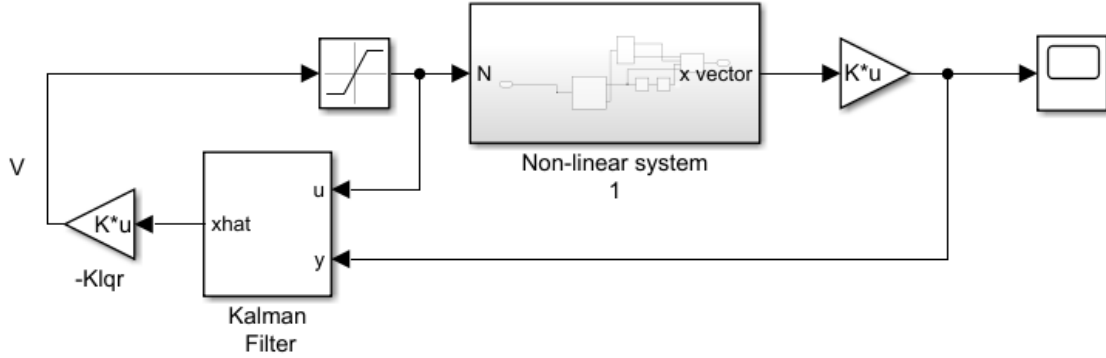 N
x vector
K*u
Non-linear system
1
V
u
K*u
xhat
y
-Klqr
Kalman
Filter